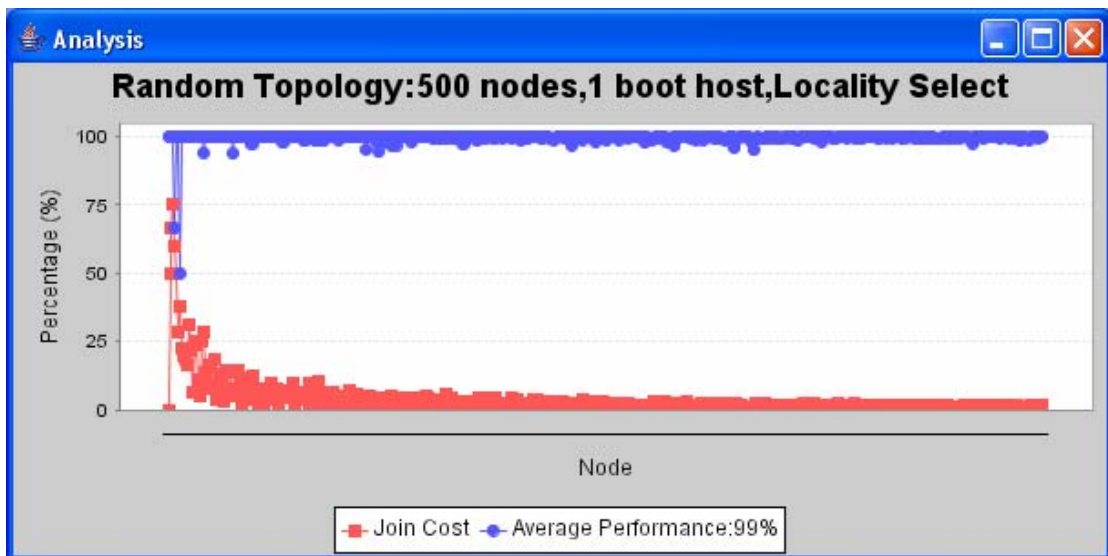 Analysis
Random Topology:500 nodes,1 boot host,Locality Select
100
75
50
25
0
Percentage (%)
Node
Join Cost Average Performance:99%